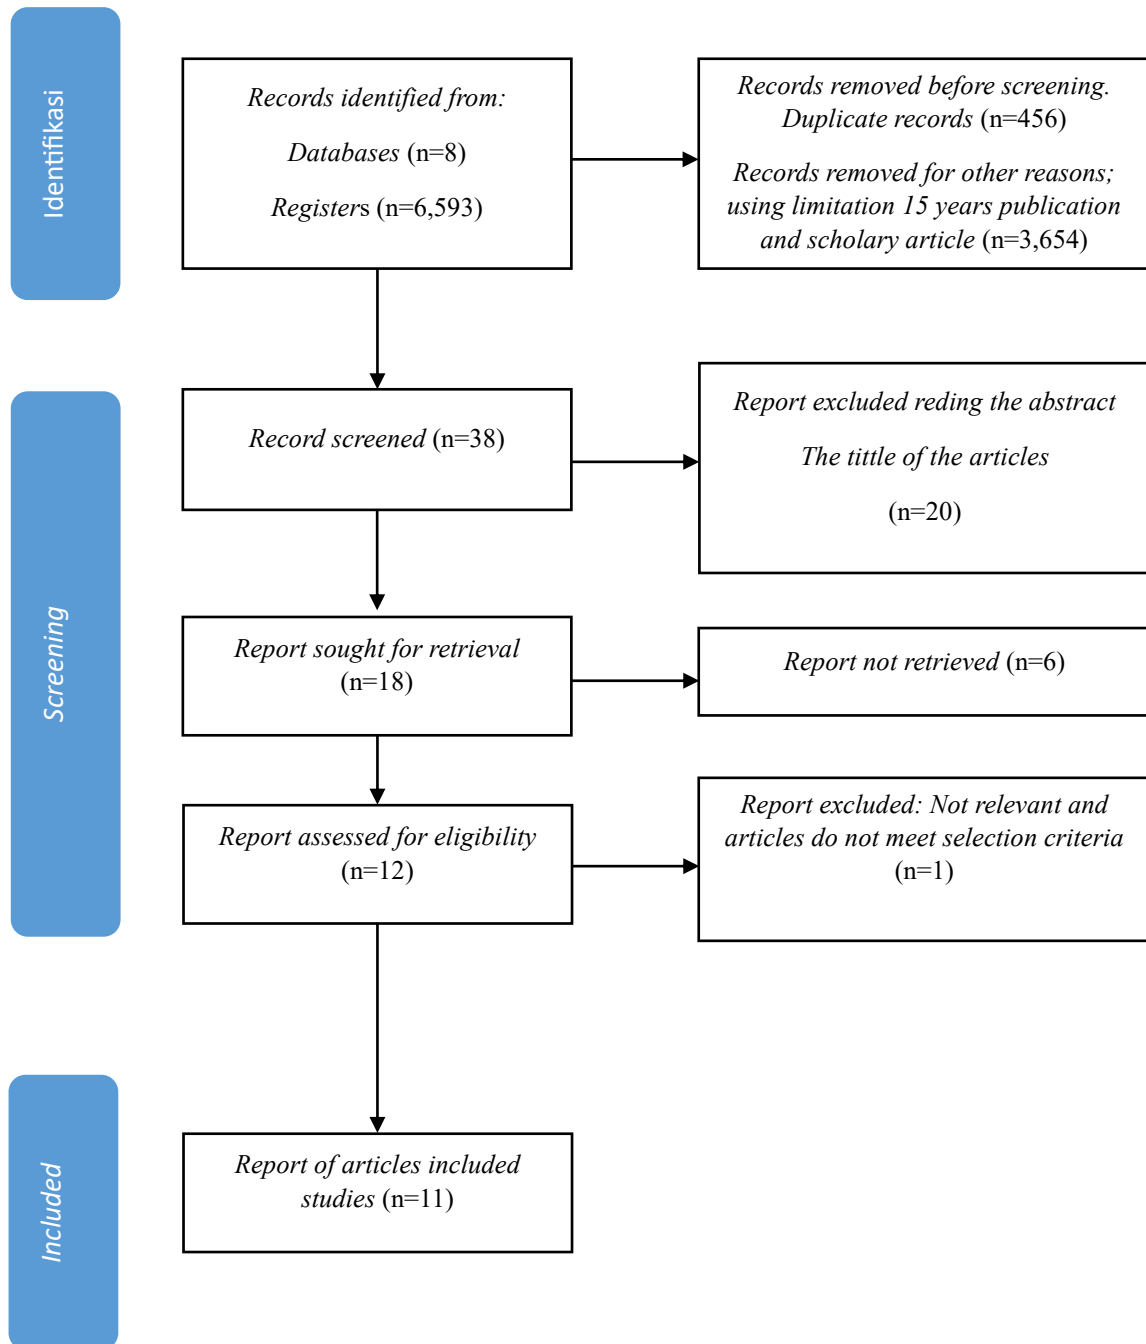 Identifikasi
Records identified from:
Databases (n=8)
Registers (n=6,593)
Records removed before screening.
Duplicate records (n=456)
Records removed for other reasons;
using limitation 15 years publication
and scholary article (n=3,654)
Screening
Record screened (n=38)
Report excluded reding the abstract
The tittle of the articles
(n=20)
Report sought for retrieval
(n=18)
Report not retrieved (n=6)
Report assessed for eligibility
(n=12)
Report excluded: Not relevant and
articles do not meet selection criteria
(n=1)
Included
Report of articles included
studies (n=11)